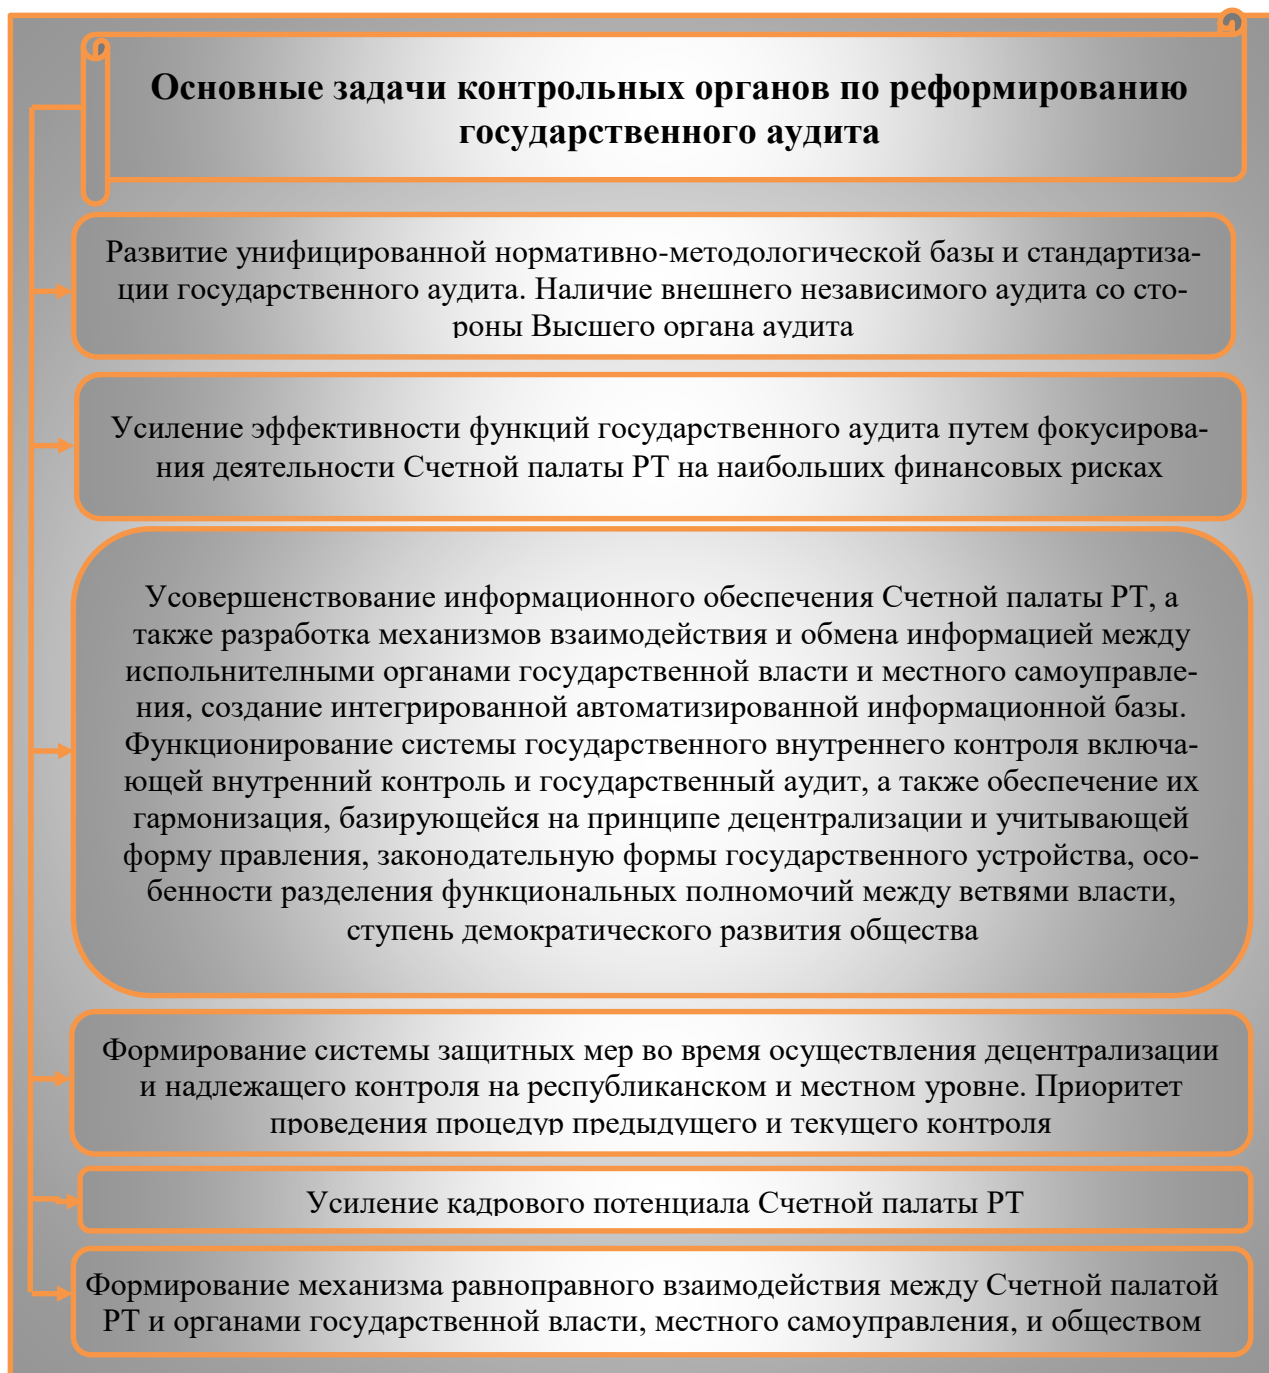 Основные задачи контрольных органов по реформированию
государственного аудита
Развитие унифицированной нормативно-методологической базы и стандартиза-
ции государственного аудита. Наличие внешнего независимого аудита со сто-
роны Высшего органа аудита
Усиление эффективности функций государственного аудита путем фокусирова-
ния деятельности Счетной палаты РТ на наибольших финансовых рисках
Усовершенствование информационного обеспечения Счетной палаты РТ, а
также разработка механизмов взаимодействия и обмена информацией между
испольнителными органами государственной власти и местного самоуправле-
ния, создание интегрированной автоматизированной информационной базы.
Функционирование системы государственного внутреннего контроля включа-
ющей внутренний контроль и государственный аудит, а также обеспечение их
гармонизация, базирующейся на принципе децентрализации и учитывающей
форму правления, законодательную формы государственного устройства, осо-
бенности разделения функциональных полномочий между ветвями власти,
ступень демократического развития общества
Формирование системы защитных мер во время осуществления децентрализации
и надлежащего контроля на республиканском и местном уровне. Приоритет
проведения процедур предыдущего и текущего контроля
Усиление кадрового потенциала Счетной палаты РТ
Формирование механизма равноправного взаимодействия между Счетной палатой
РТ и органами государственной власти, местного самоуправления, и обществом